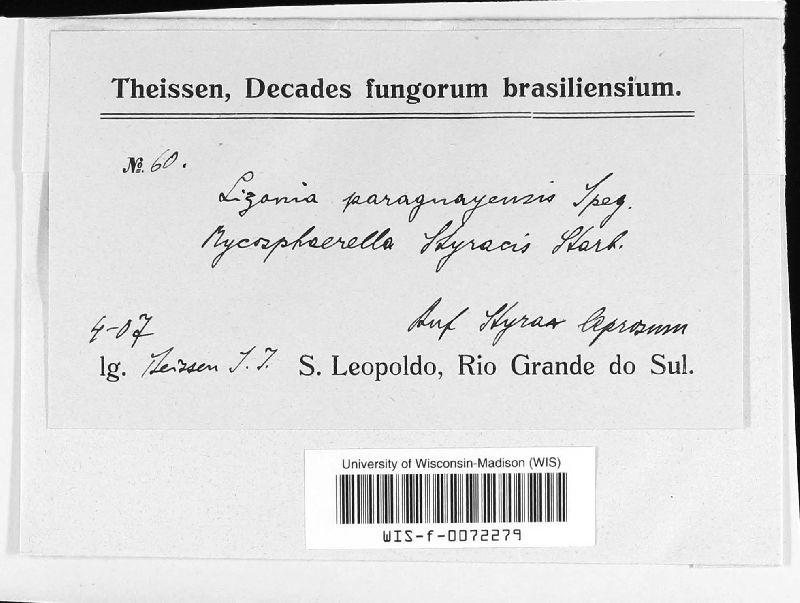 Theissen, Decades fungorum brasiliensium.
№. 60.
Lizonia paraguayensis Speg.
Mycosphaerella Styracis Starb.
4-07
Auf Styrax leprosum
lg. Theissen S. J. S. Leopoldo, Rio Grande do Sul.
University of Wisconsin-Madison (WIS)
WIS-f-0072279